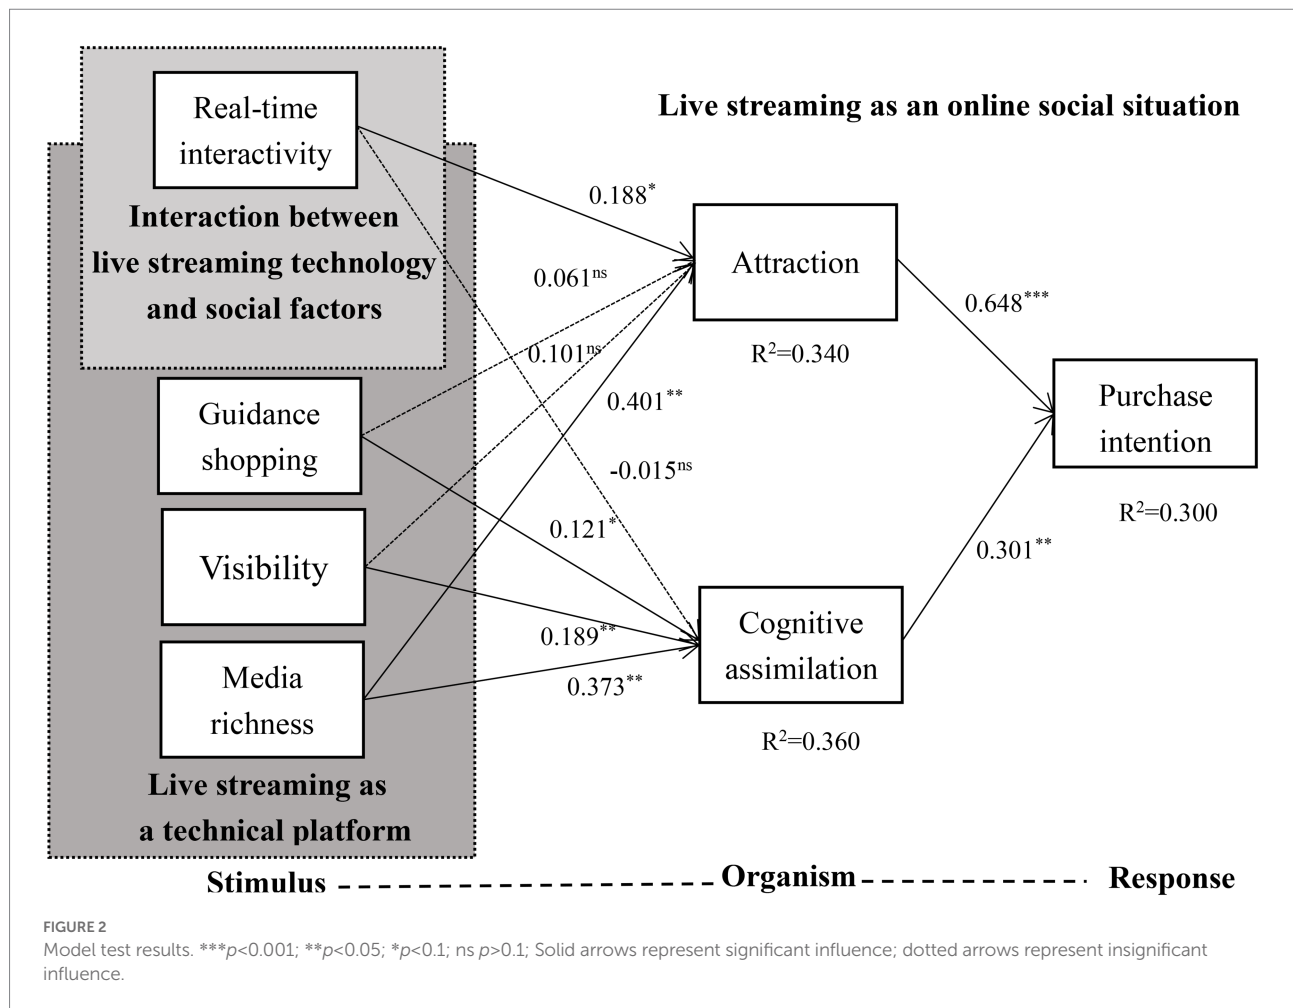 Real-time
interactivity
Interaction between
live streaming technology
and social factors
Guidance
shopping
Visibility
Media
richness
Live streaming as
a technical platform
Live streaming as an online social situation
0.188*
0.061ns
0.101ns
0.401**
-0.015ns
0.121*
0.189**
0.373**
Attraction
R²=0.340
Cognitive
assimilation
R²=0.360
0.648***
0.301**
Purchase
intention
R²=0.300
Stimulus
Organism
Response
FIGURE 2
Model test results. ***p<0.001; **p<0.05; *p<0.1; ns p>0.1; Solid arrows represent significant influence; dotted arrows represent insignificant
influence.